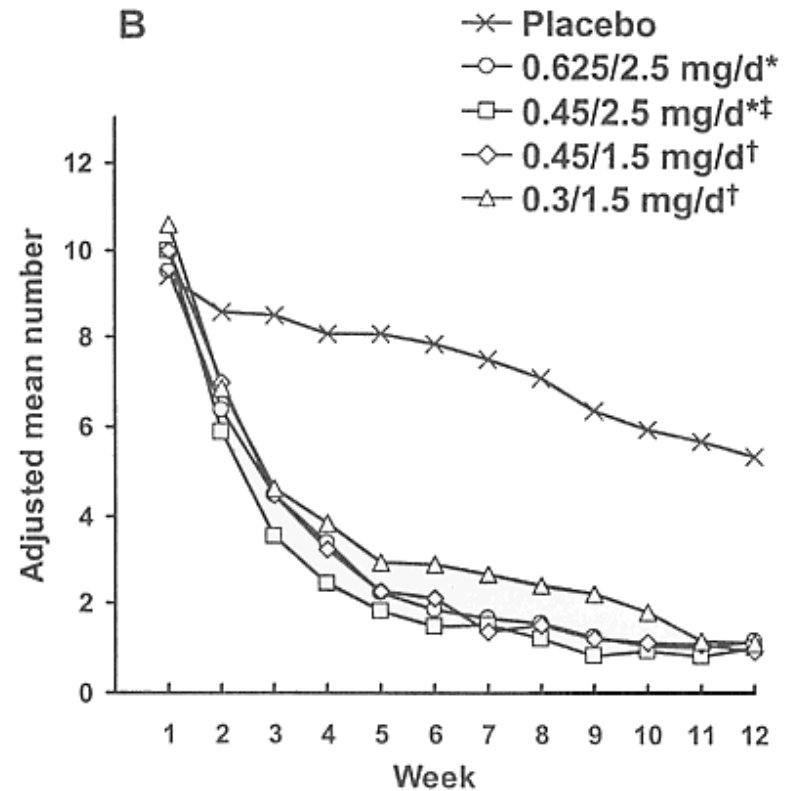 B
Placebo
0.625/2.5 mg/d*
0.45/2.5 mg/d*‡
0.45/1.5 mg/d†
0.3/1.5 mg/d†
Adjusted mean number
12
10
8
6
4
2
0
1 2 3 4 5 6 7 8 9 10 11 12
Week